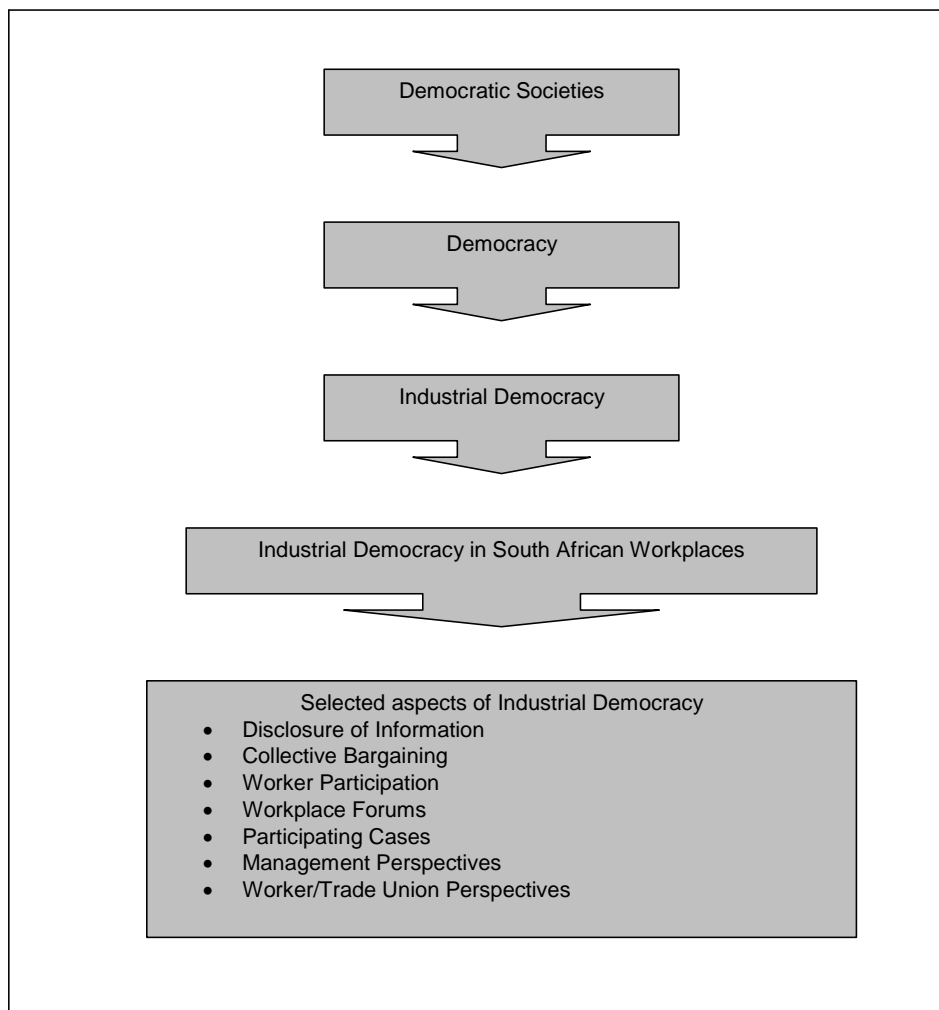 Democratic Societies
Democracy
Industrial Democracy
Industrial Democracy in South African Workplaces
Selected aspects of Industrial Democracy
• Disclosure of Information
• Collective Bargaining
• Worker Participation
• Workplace Forums
• Participating Cases
• Management Perspectives
• Worker/Trade Union Perspectives